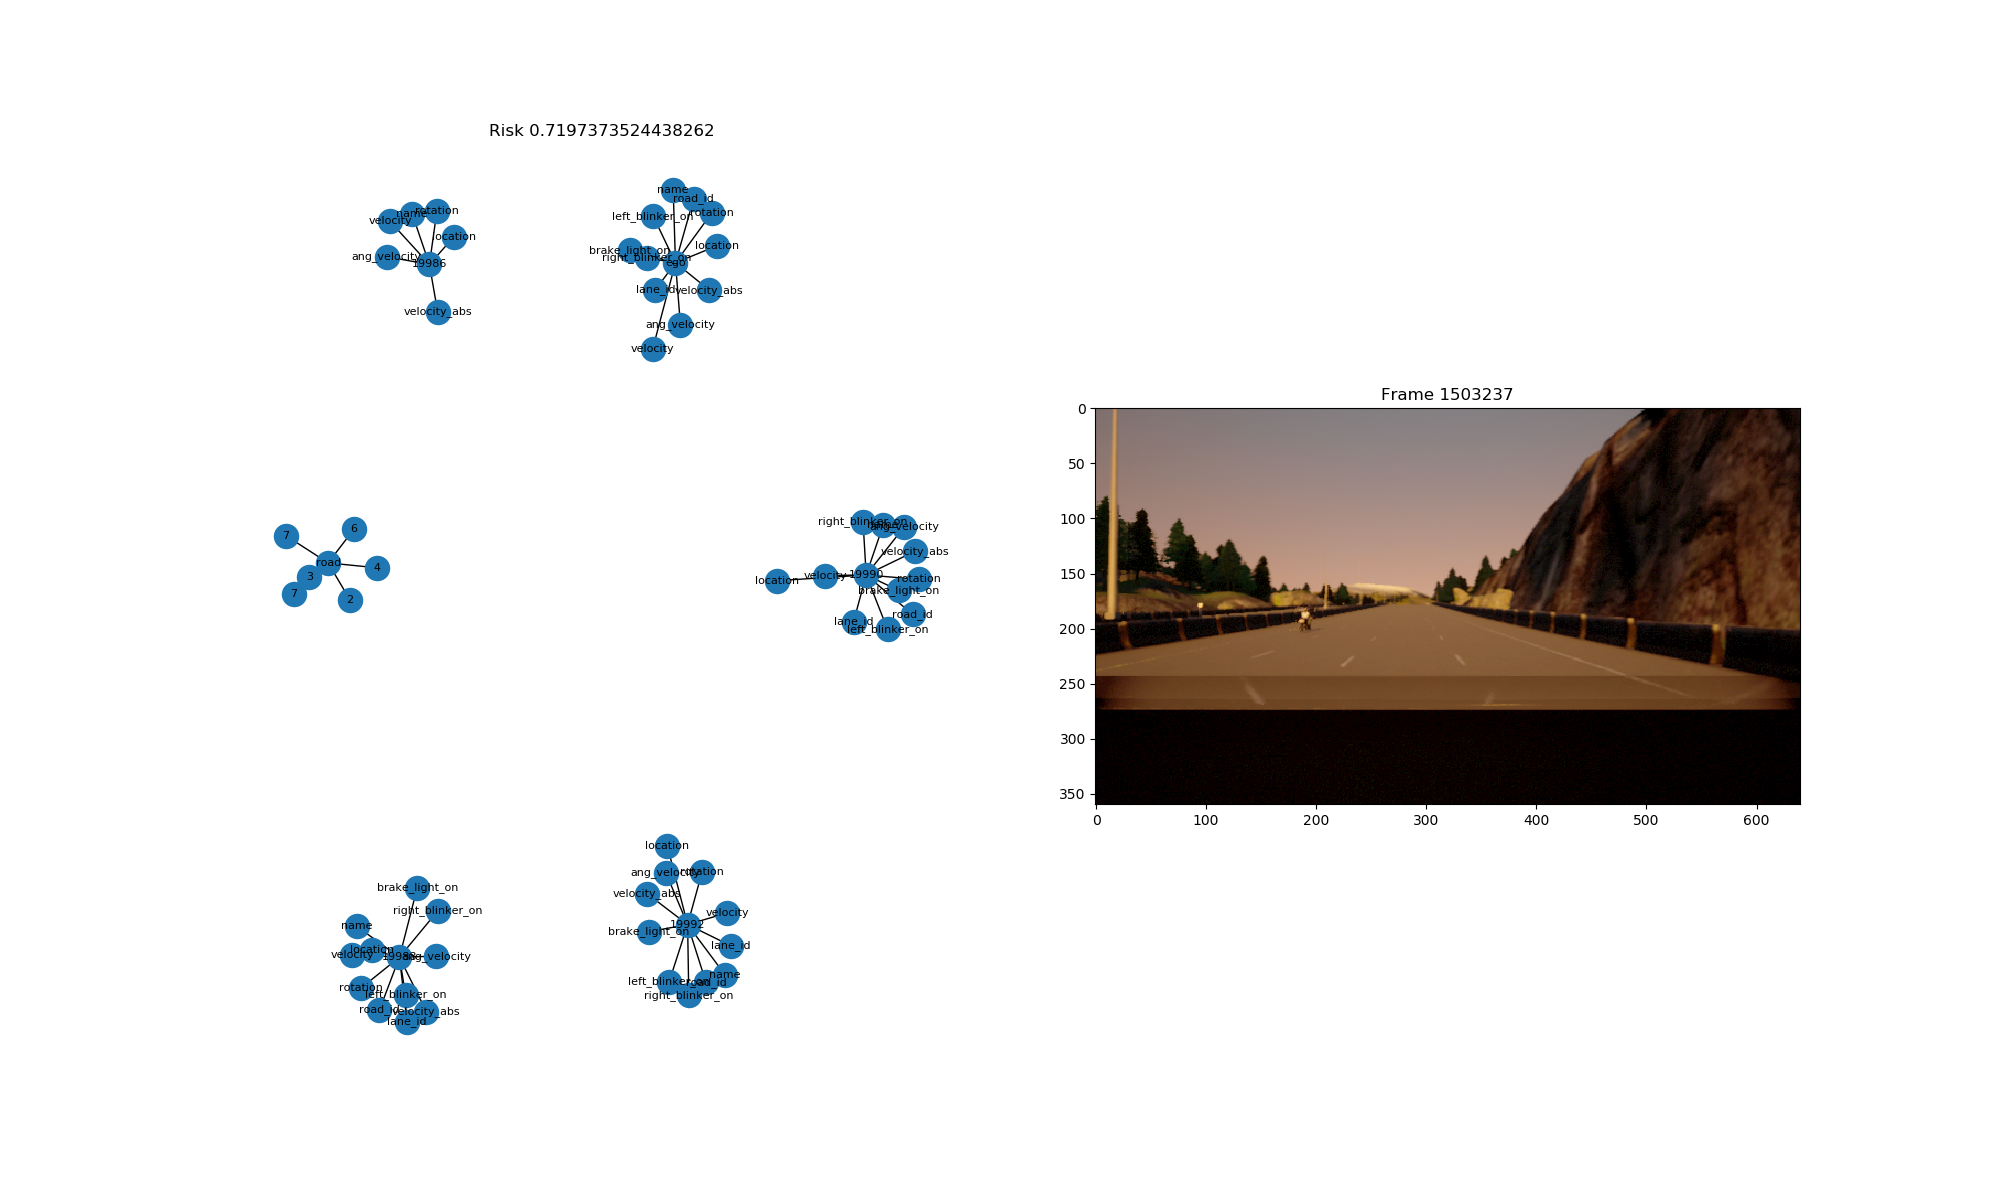 Risk 0.7197373524438262
velocity
name
rotation
location
ang_velocity
19986
velocity_abs
name
road_id
left_blinker_on
rotation
location
brake_light_on
right_blinker_on
ego
lane_id
velocity_abs
ang_velocity
velocity
7
6
road
4
3
7
2
right_blinker_on
ang_velocity
velocity_abs
location
velocity
19990
rotation
brake_light_on
road_id
lane_id
left_blinker_on
brake_light_on
right_blinker_on
name
location
velocity
ang_velocity
rotation
left_blinker_on
road_id
velocity_abs
lane_id
location
ang_velocity
rotation
velocity_abs
velocity
19992
brake_light_on
lane_id
name
left_blinker_on
road_id
right_blinker_on
Frame 1503237
0
50
100
150
200
250
300
350
0 100 200 300 400 500 600